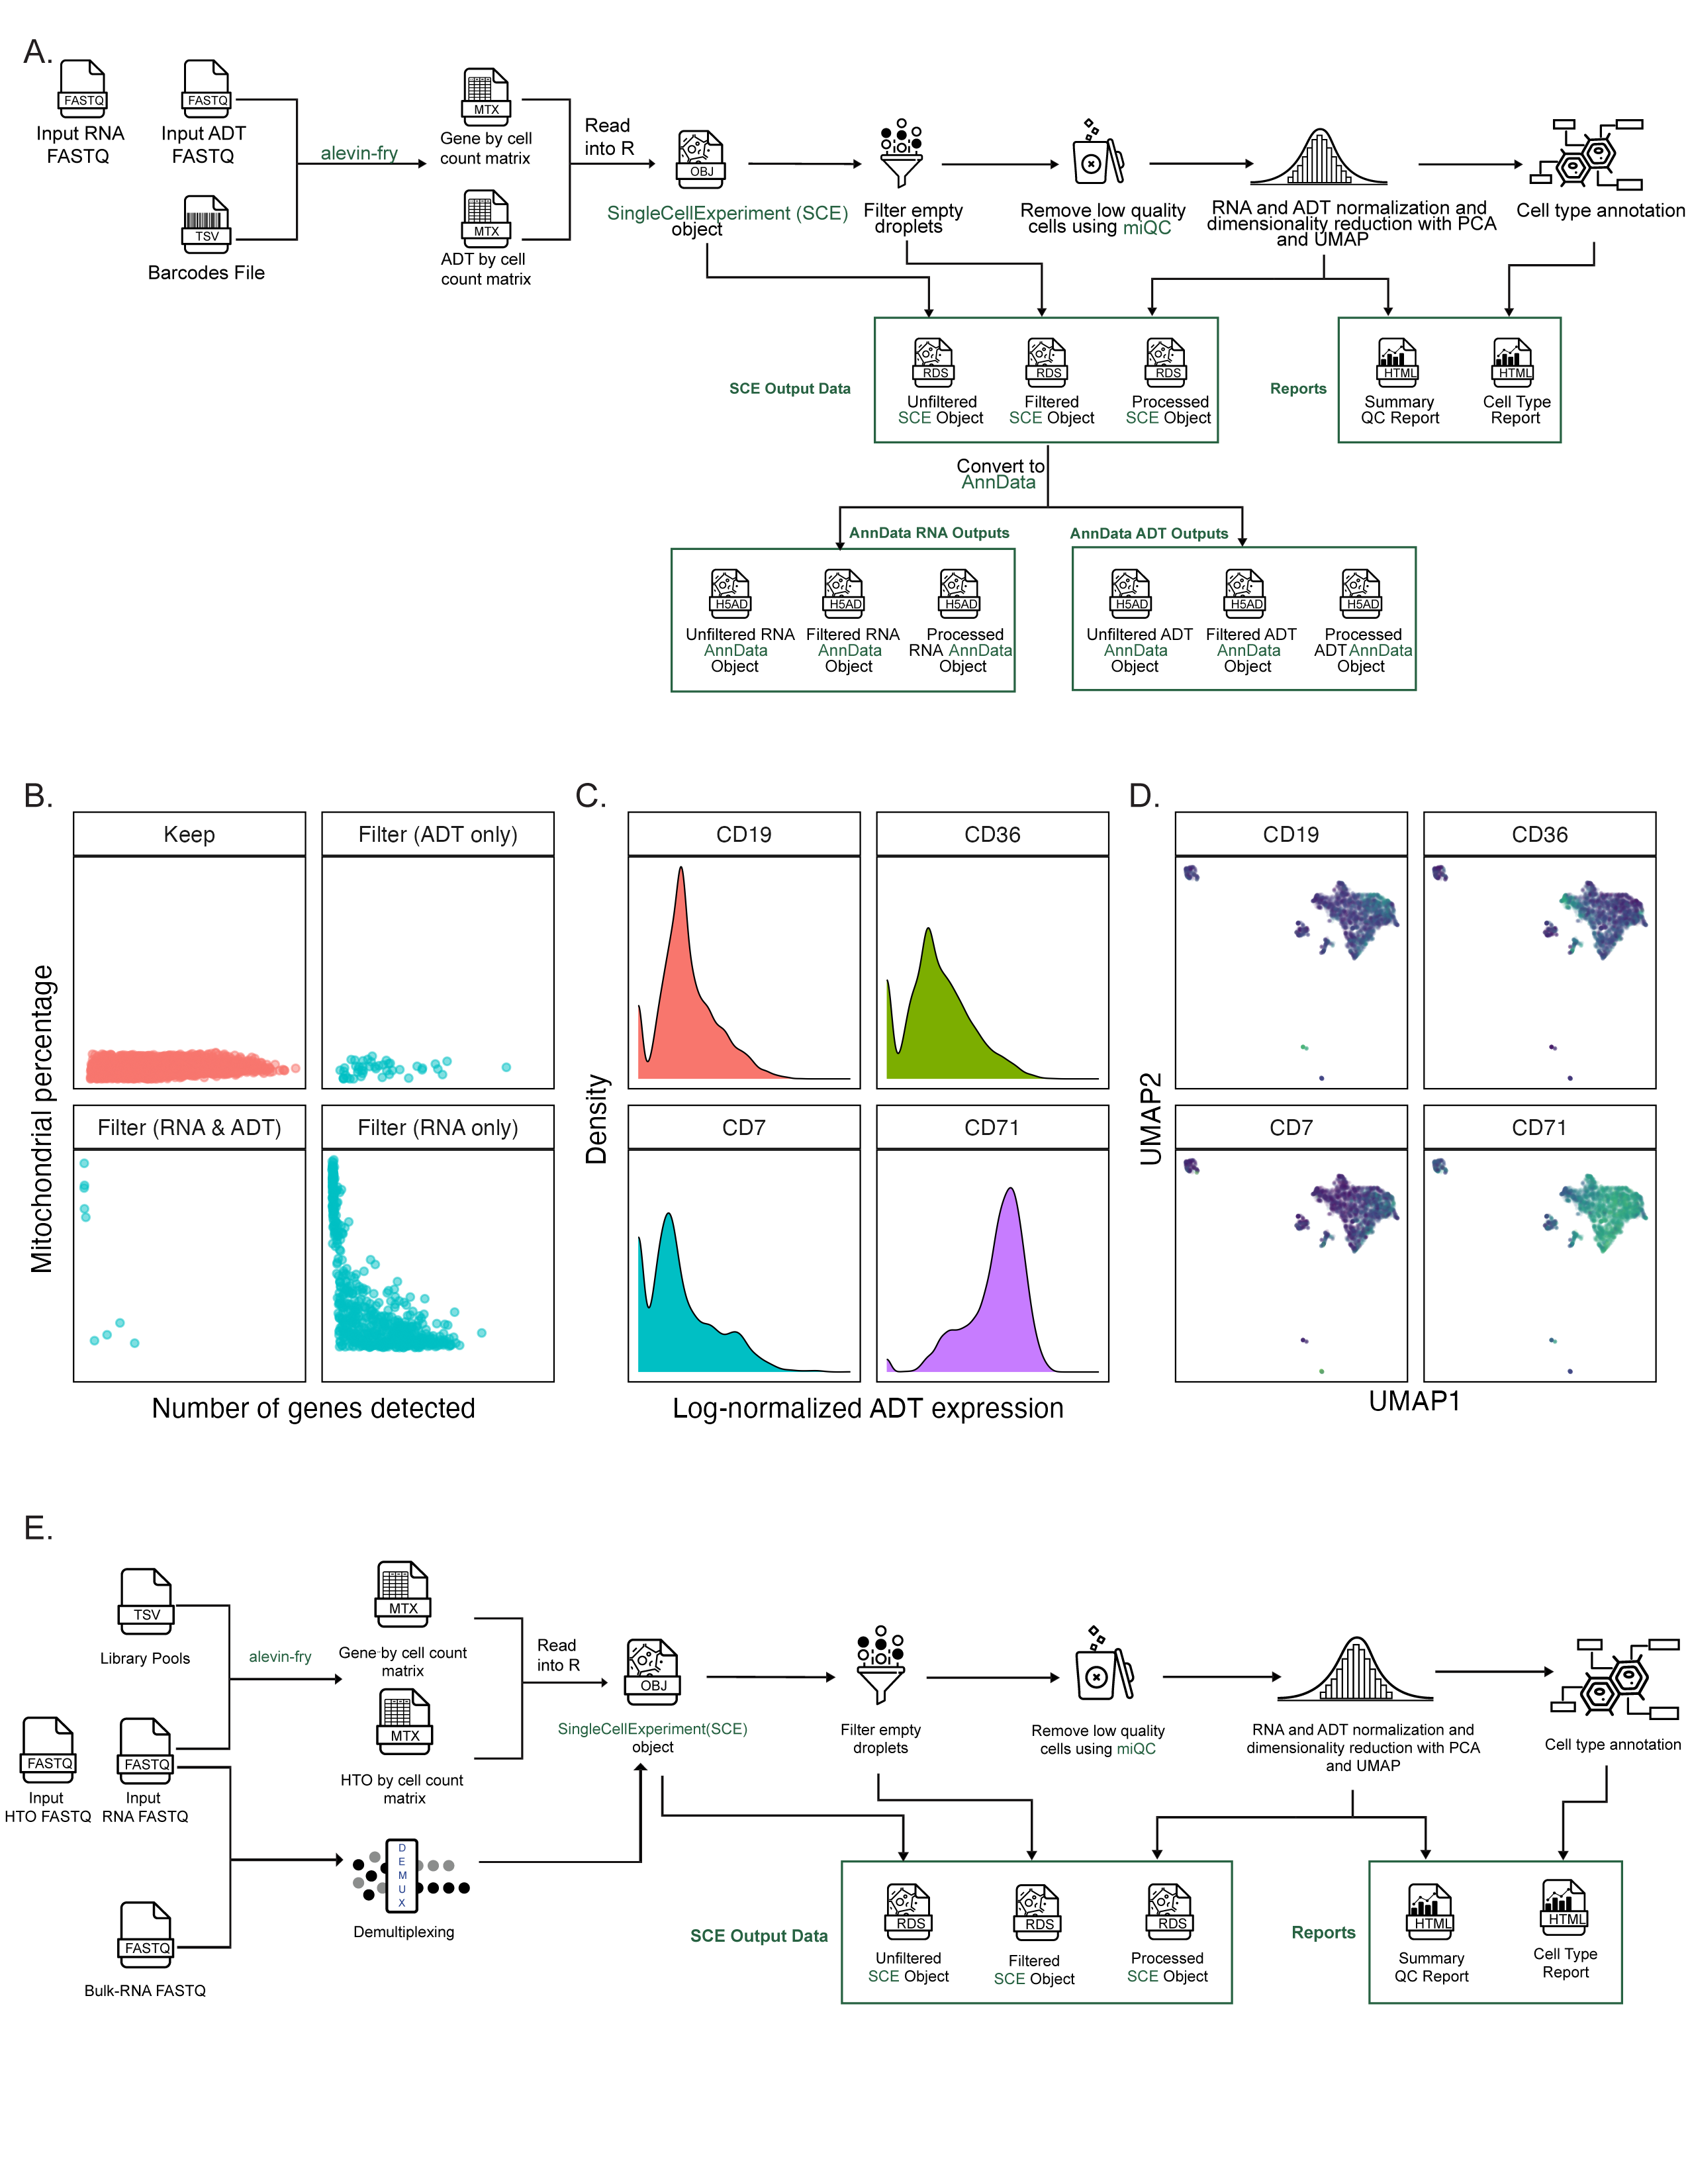 A.
FASTQ
Input RNA
FASTQ
FASTQ
Input ADT
FASTQ
TSV
Barcodes File
alevin-fry
MTX
Gene by cell
count matrix
MTX
ADT by cell
count matrix
Read
into R
OBJ
SingleCellExperiment (SCE)
object
Filter empty
droplets
Remove low quality
cells using miQC
RNA and ADT normalization and
dimensionality reduction with PCA
and UMAP
Cell type annotation
SCE Output Data
RDS
Unfiltered
SCE Object
RDS
Filtered
SCE Object
RDS
Processed
SCE Object
Reports
HTML
Summary
QC Report
HTML
Cell Type
Report
Convert to
AnnData
AnnData RNA Outputs
H5AD
Unfiltered RNA
AnnData
Object
H5AD
Filtered RNA
AnnData
Object
H5AD
Processed
RNA AnnData
Object
AnnData ADT Outputs
H5AD
Unfiltered ADT
AnnData
Object
H5AD
Filtered ADT
AnnData
Object
H5AD
Processed
ADT AnnData
Object
B.
Keep
Filter (ADT only)
Filter (RNA & ADT)
Filter (RNA only)
Mitochondrial percentage
Number of genes detected
C.
CD19
CD36
CD7
CD71
Density
Log-normalized ADT expression
D.
CD19
CD36
CD7
CD71
UMAP2
UMAP1
E.
TSV
Library Pools
FASTQ
Input
HTO FASTQ
FASTQ
Input
RNA FASTQ
FASTQ
Bulk-RNA FASTQ
alevin-fry
MTX
Gene by cell count
matrix
MTX
HTO by cell count
matrix
DEMUX
Demultiplexing
Read
into R
OBJ
SingleCellExperiment(SCE)
object
Filter empty
droplets
Remove low quality
cells using miQC
RNA and ADT normalization and
dimensionality reduction with PCA
and UMAP
Cell type annotation
SCE Output Data
RDS
Unfiltered
SCE Object
RDS
Filtered
SCE Object
RDS
Processed
SCE Object
Reports
HTML
Summary
QC Report
HTML
Cell Type
Report